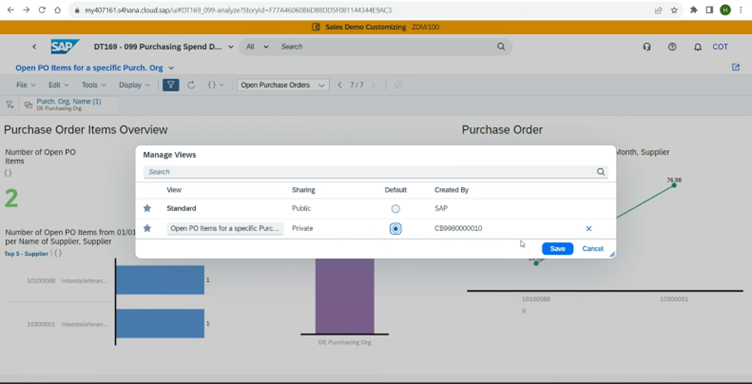 my407161.s4hana.cloud.sap/ui#DT169_099-analyze?StoryId=F77A46060B6DB8DD5F081144344E9AC3
H
Sales Demo Customizing ZDM/100
SAP DT169 - 099 Purchasing Spend D... All Search COT
Open PO Items for a specific Purch. Org
File Edit Tools Display Open Purchase Orders 7 / 7
Purch. Org. Name (1)
DE Purchasing Org
Purchase Order Items Overview
Purchase Order
Number of Open PO
Items
2
Month, Supplier
76.98
Manage Views
Search
View Sharing Default Created By
Standard Public SAP
Open PO Items for a specific Purc... Private CB9980000010
Save Cancel
Number of Open PO Items from 01/01
per Name of Supplier, Supplier
Top 5 - Supplier
10100088 Inlandslieferan... 1
10300001 Inlandslieferan... 1
DE Purchasing Org
10100088 10300001
9